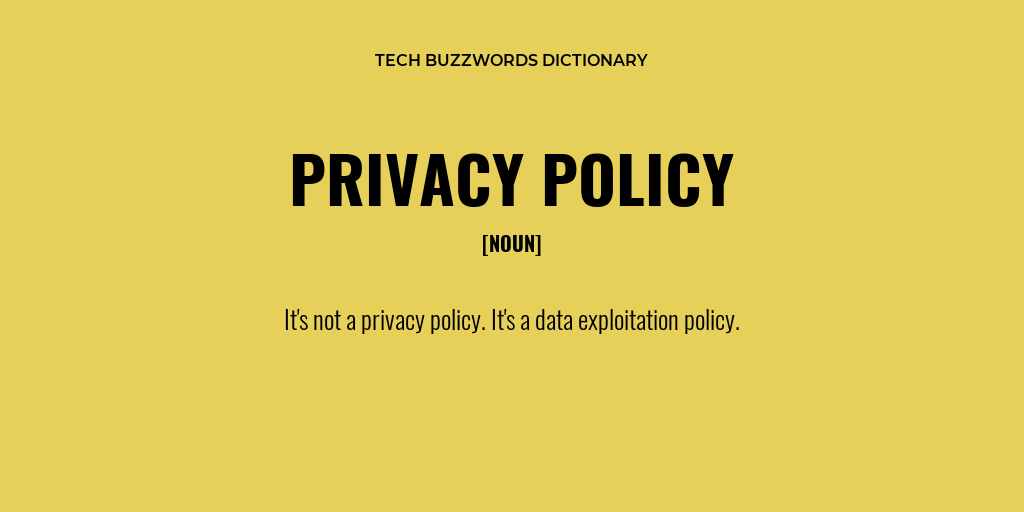 TECH BUZZWORDS DICTIONARY
PRIVACY POLICY
[NOUN]
It's not a privacy policy. It's a data exploitation policy.